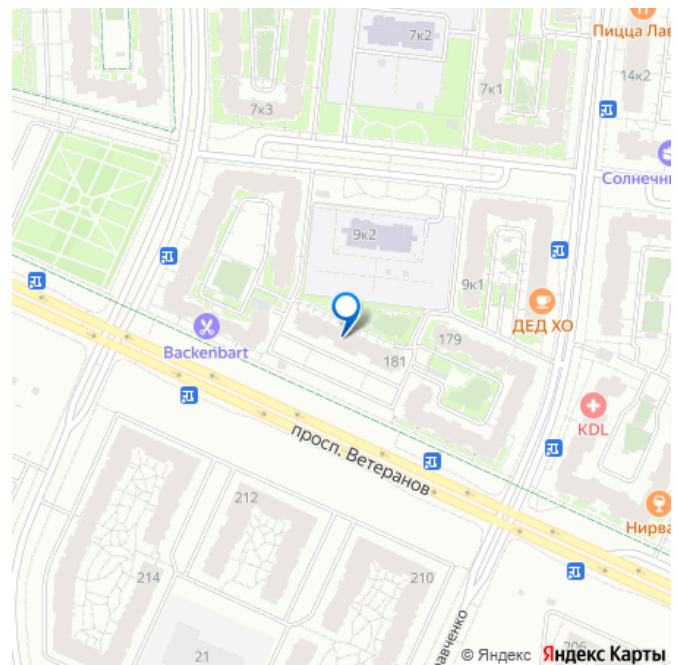 Пицца Лав
7к2
7к1
14к2
7к3
Солнечны
9к2
9к1
ДЕД ХО
179
Backenbart
181
KDL
просп. Ветеранов
212
Нирва
214
210
21
равченко
206
© Яндекс Яндекс Карты